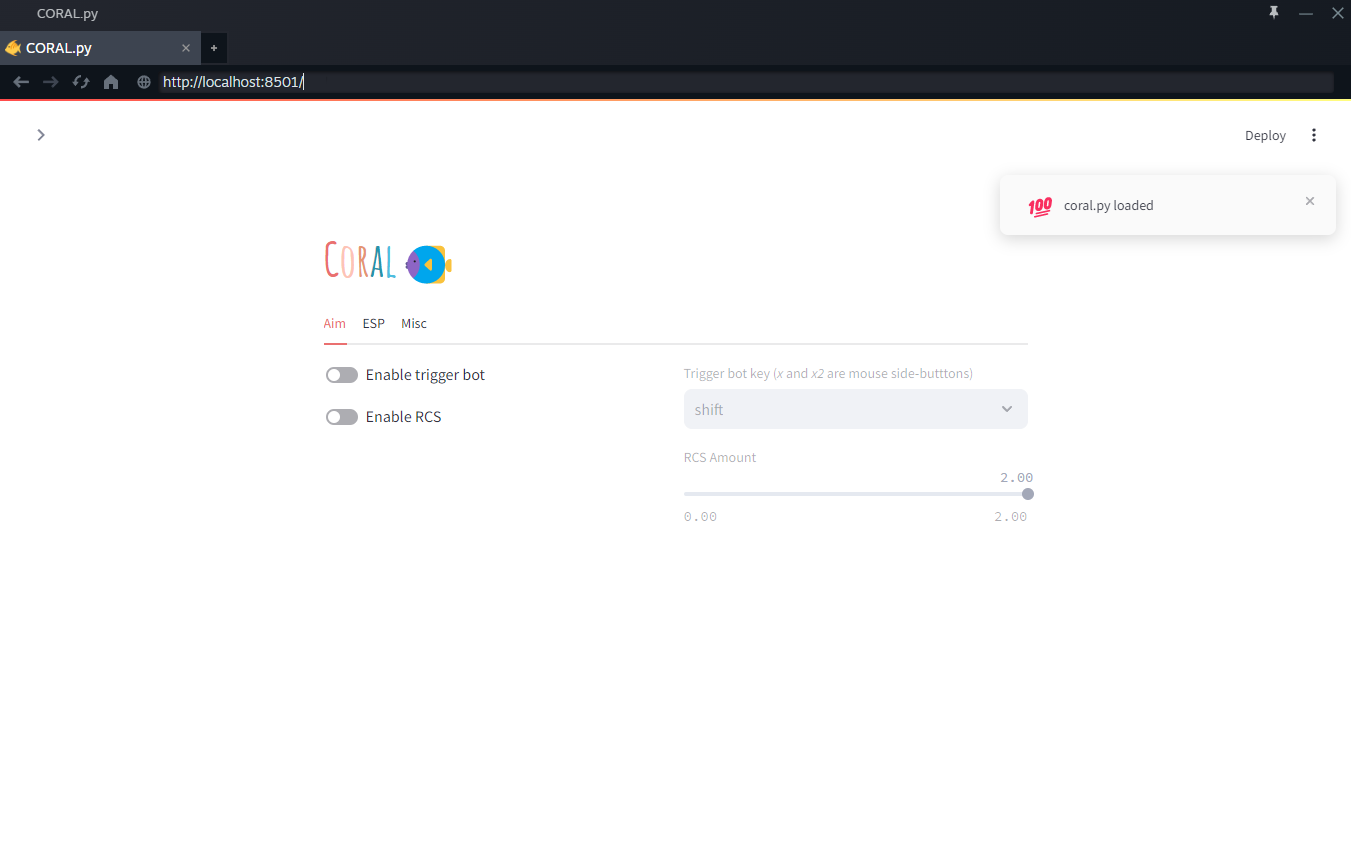 CORAL.py
CORAL.py
http://localhost:8501/
Deploy
100 coral.py loaded
CORAL
Aim ESP Misc
Enable trigger bot
Enable RCS
Trigger bot key (x and x2 are mouse side-butttons)
shift
RCS Amount
2.00
0.00 2.00